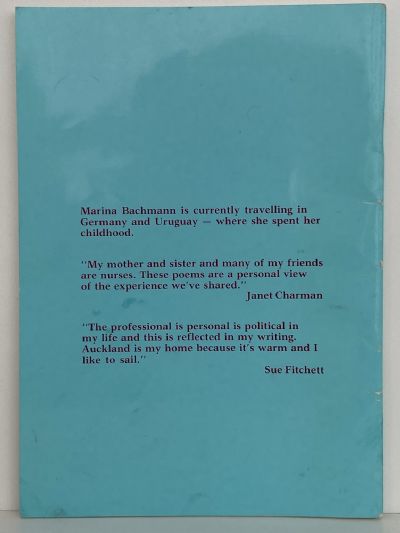 Marina Bachmann is currently travelling in
Germany and Uruguay — where she spent her
childhood.
"My mother and sister and many of my friends
are nurses. These poems are a personal view
of the experience we've shared."
Janet Charman
"The professional is personal is political in
my life and this is reflected in my writing.
Auckland is my home because it's warm and I
like to sail."
Sue Fitchett